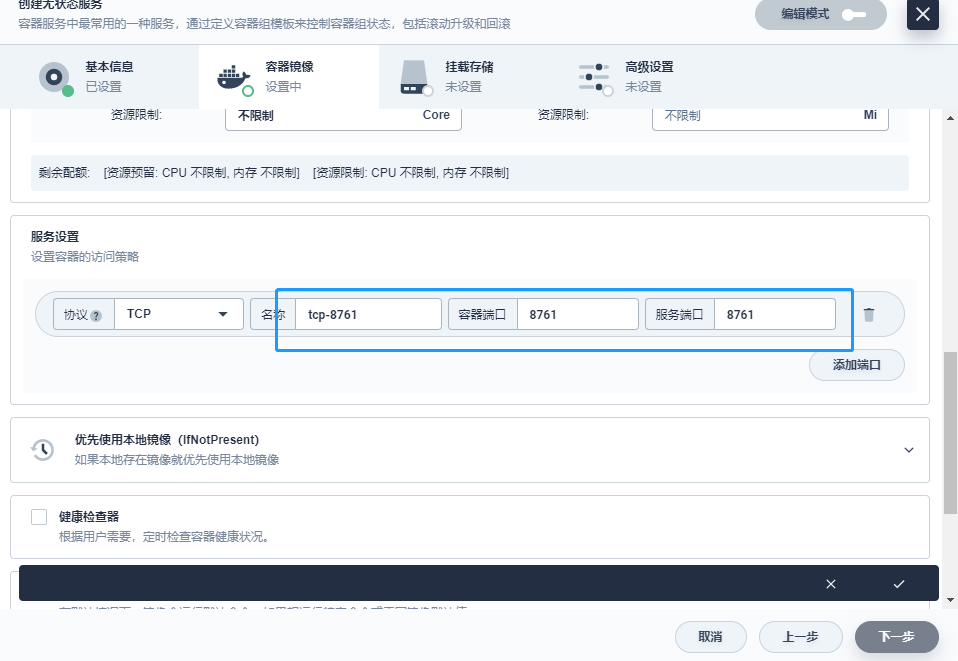 创建无状态服务
容器服务中最常用的一种服务，通过定义容器组模板来控制容器组状态，包括滚动升级和回滚
编辑模式
基本信息
已设置
容器镜像
设置中
挂载存储
未设置
高级设置
未设置
资源限制: 不限制 Core 资源限制: 不限制 Mi
剩余配额: [资源预留: CPU 不限制, 内存 不限制] [资源限制: CPU 不限制, 内存 不限制]
服务设置
设置容器的访问策略
协议 ? TCP 名称 tcp-8761 容器端口 8761 服务端口 8761
添加端口
优先使用本地镜像（IfNotPresent)
如果本地存在镜像就优先使用本地镜像
健康检查器
根据用户需要，定时检查容器健康状况。
取消 上一步 下一步